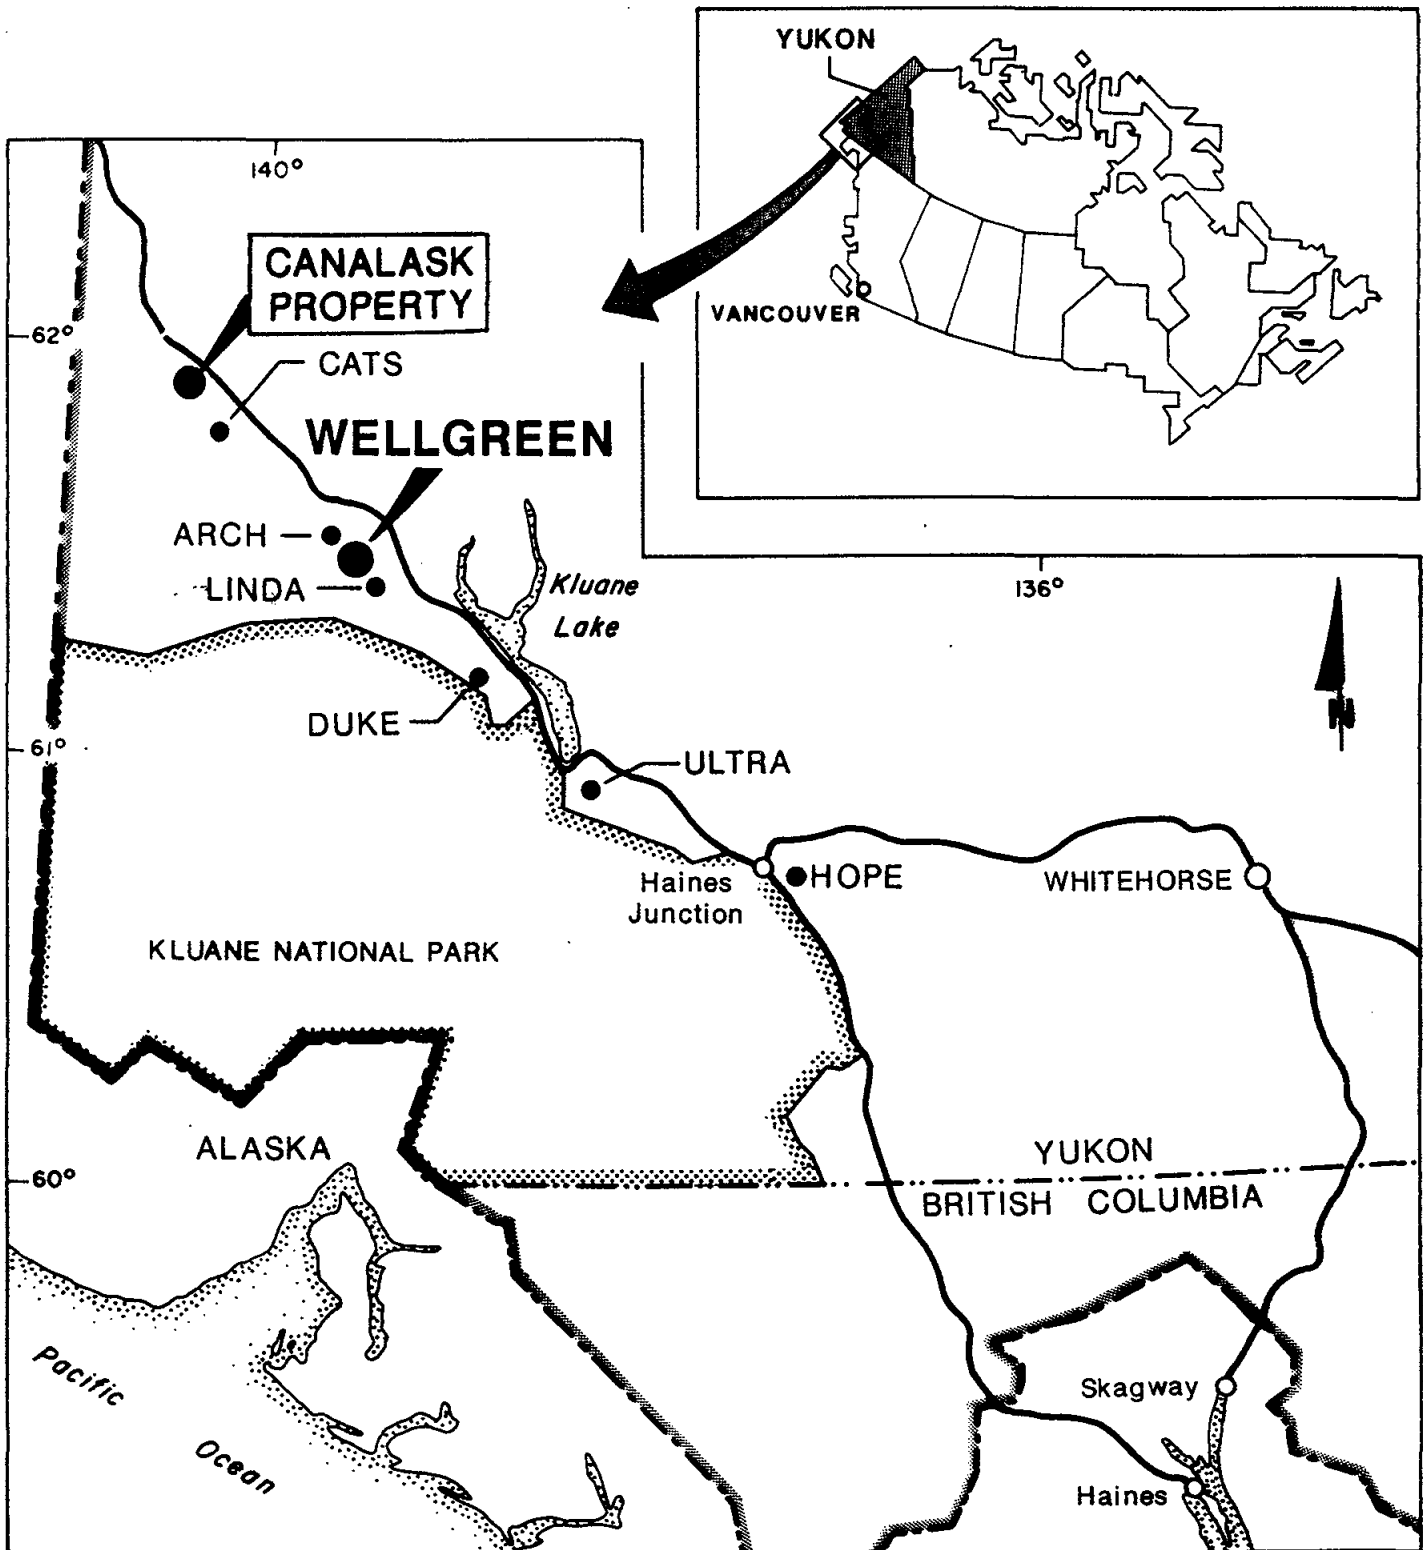 YUKON
VANCOUVER
140°
CANALASK
PROPERTY
62°
CATS
WELLGREEN
ARCH
LINDA
Kluane
Lake
136°
N
DUKE
61°
ULTRA
Haines
Junction
HOPE
WHITEHORSE
KLUANE NATIONAL PARK
ALASKA
YUKON
60°
BRITISH COLUMBIA
Pacific
Ocean
Skagway
Haines